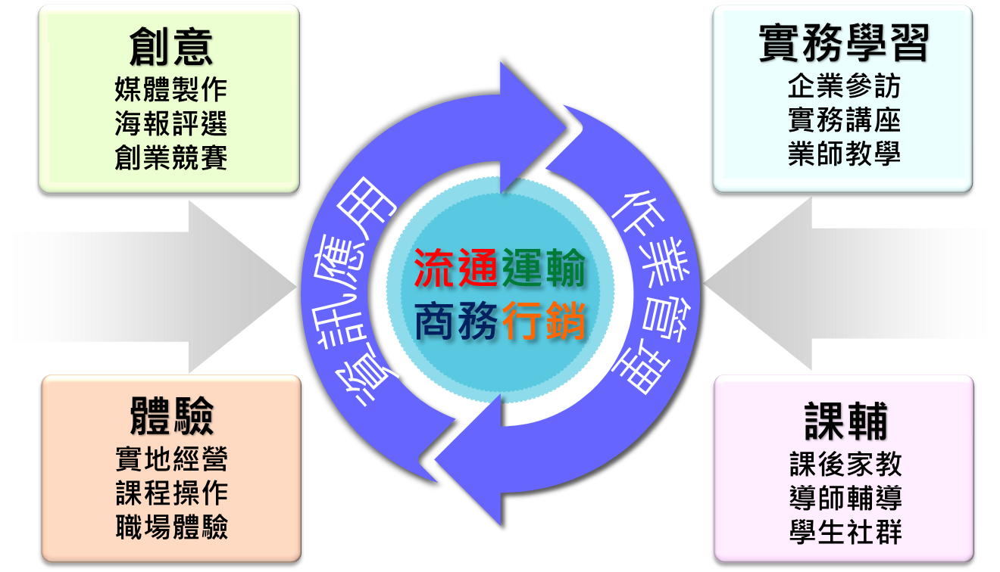 創意
媒體製作
海報評選
創業競賽
實務學習
企業參訪
實務講座
業師教學
資訊應用
流通運輸
商務行銷
作業管理
體驗
實地經營
課程操作
職場體驗
課輔
課後家教
導師輔導
學生社群